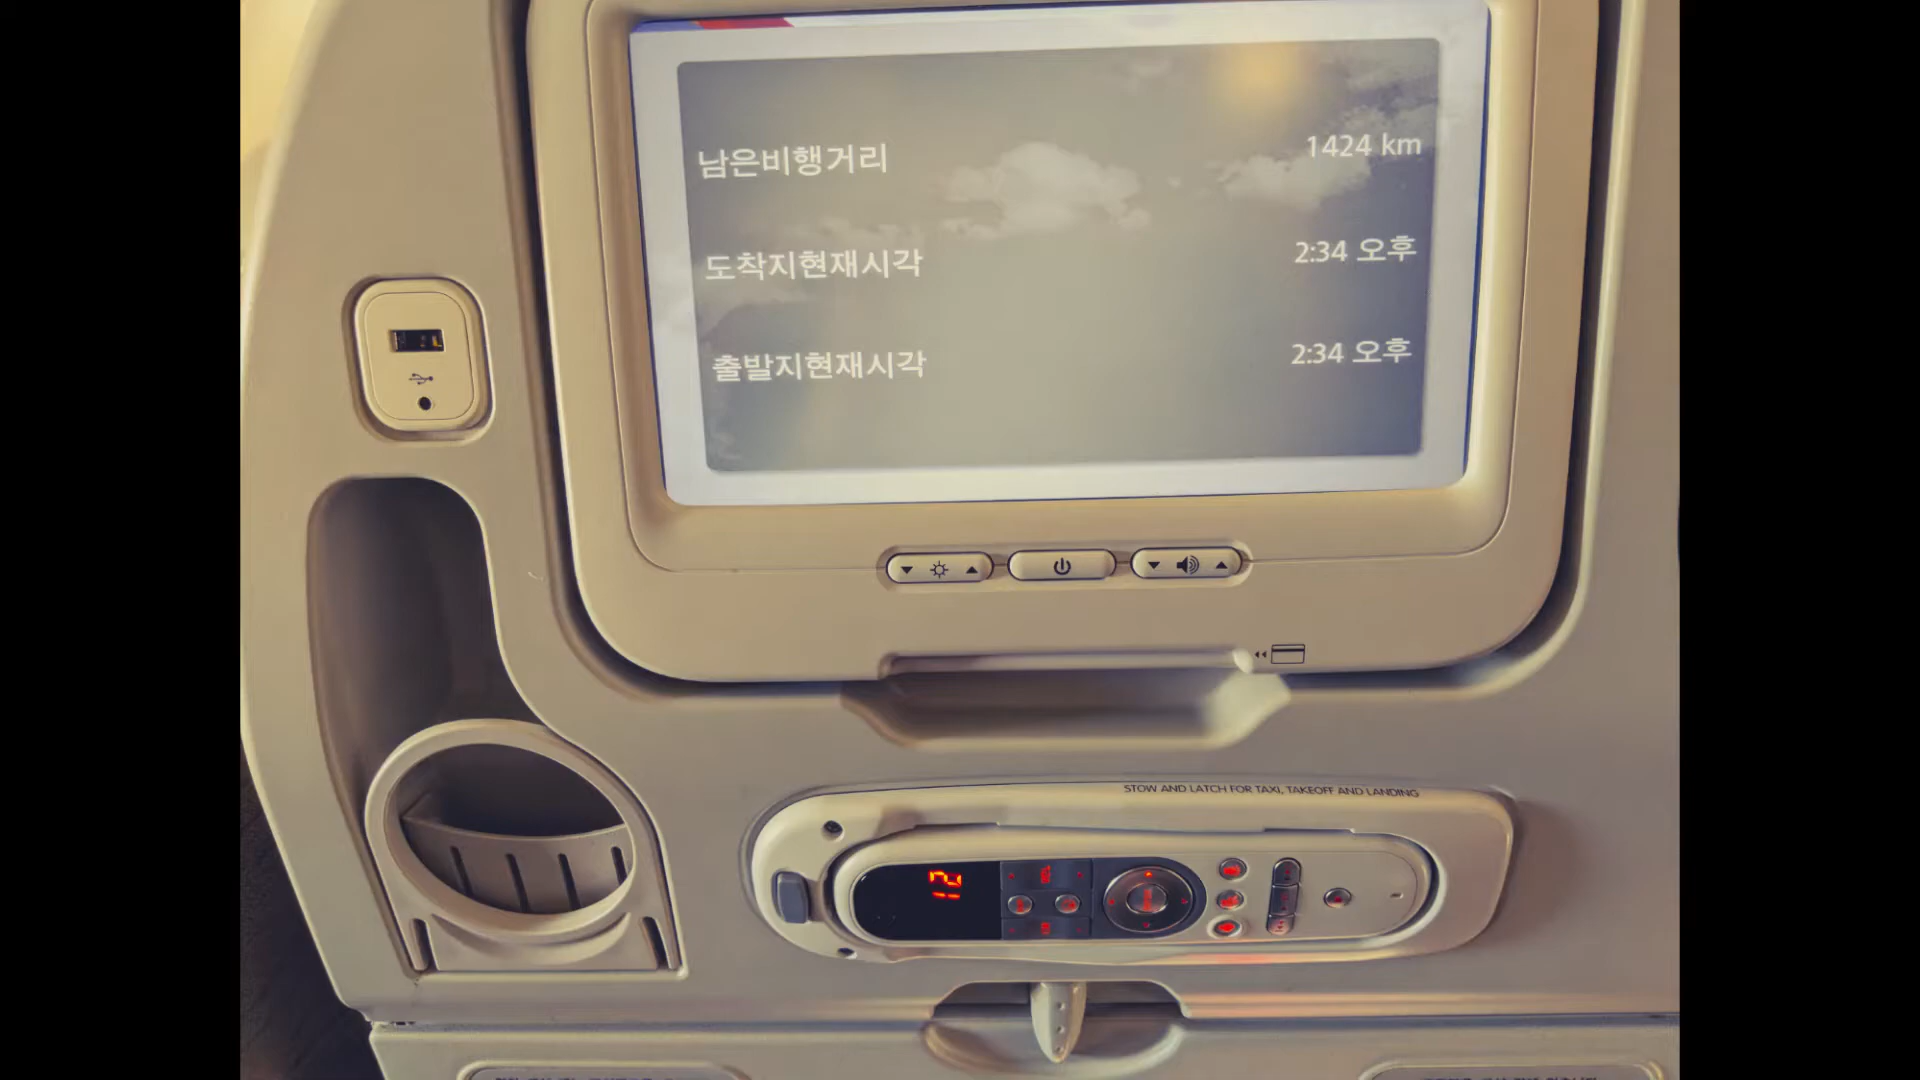 남은비행거리 1424 km
도착지현재시각 2:34 오후
출발지현재시각 2:34 오후
STOW AND LATCH FOR TAXI, TAKEOFF AND LANDING
12